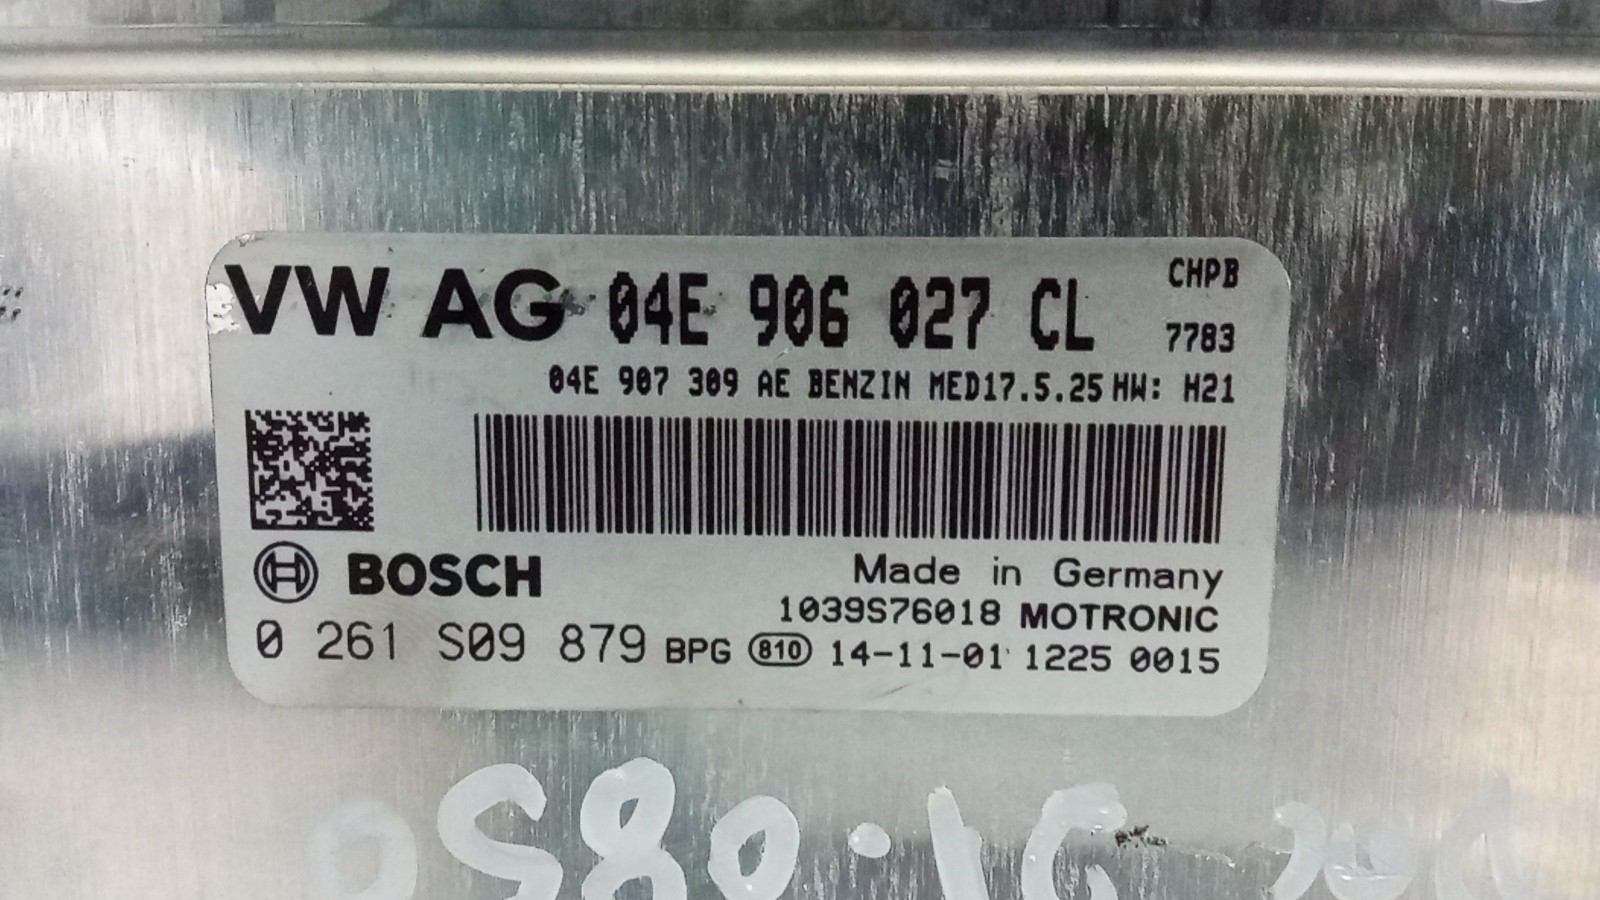 VW AG 04E 906 027 CL CHPB
7783
04E 907 309 AE BENZIN MED17.5.25 HW: H21
BOSCH
Made in Germany
1039S76018 MOTRONIC
0 261 S09 879 BPG 810 14-11-01 1225 0015